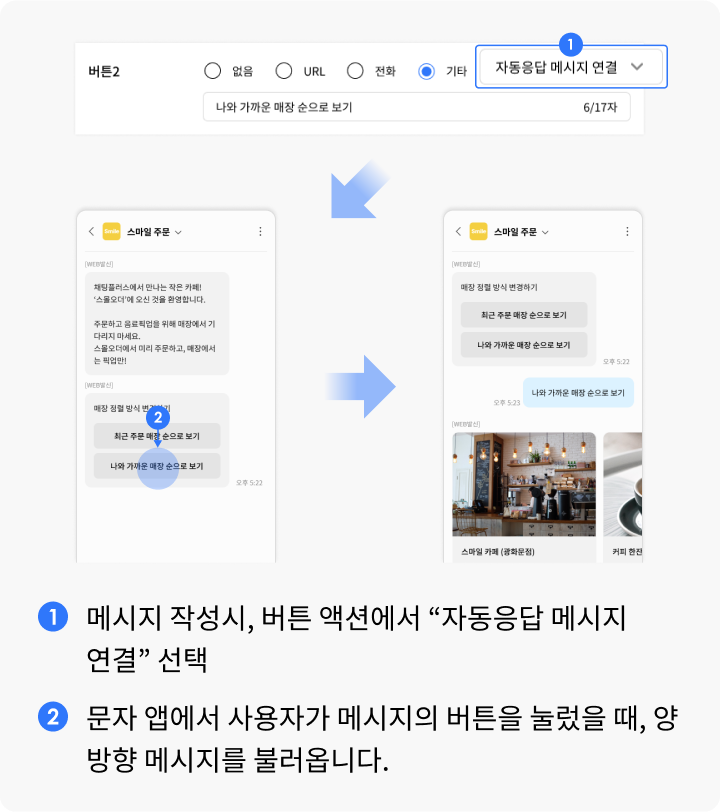 1
버튼2
없음
URL
전화
기타
자동응답 메시지 연결
나와 가까운 매장 순으로 보기
6/17자
Smile 스마일 주문
[WEB발신]
채팅플러스에서 만나는 작은 카페!
‘스몰오더’에 오신 것을 환영합니다.
주문하고 음료픽업을 위해 매장에서 기
다리지 마세요.
스몰오더에서 미리 주문하고, 매장에서
는 픽업만!
[WEB발신]
매장 정렬 방식 변경하기
2
최근 주문 매장 순으로 보기
나와 가까운 매장 순으로 보기
오후 5:22
Smile 스마일 주문
[WEB발신]
매장 정렬 방식 변경하기
최근 주문 매장 순으로 보기
나와 가까운 매장 순으로 보기
오후 5:22
나와 가까운 매장 순으로 보기
오후 5:23
[WEB발신]
스마일 카페 (광화문점)
커피 한진
1 메시지 작성시, 버튼 액션에서 “자동응답 메시지
연결” 선택
2 문자 앱에서 사용자가 메시지의 버튼을 눌렀을 때, 양
방향 메시지를 불러옵니다.